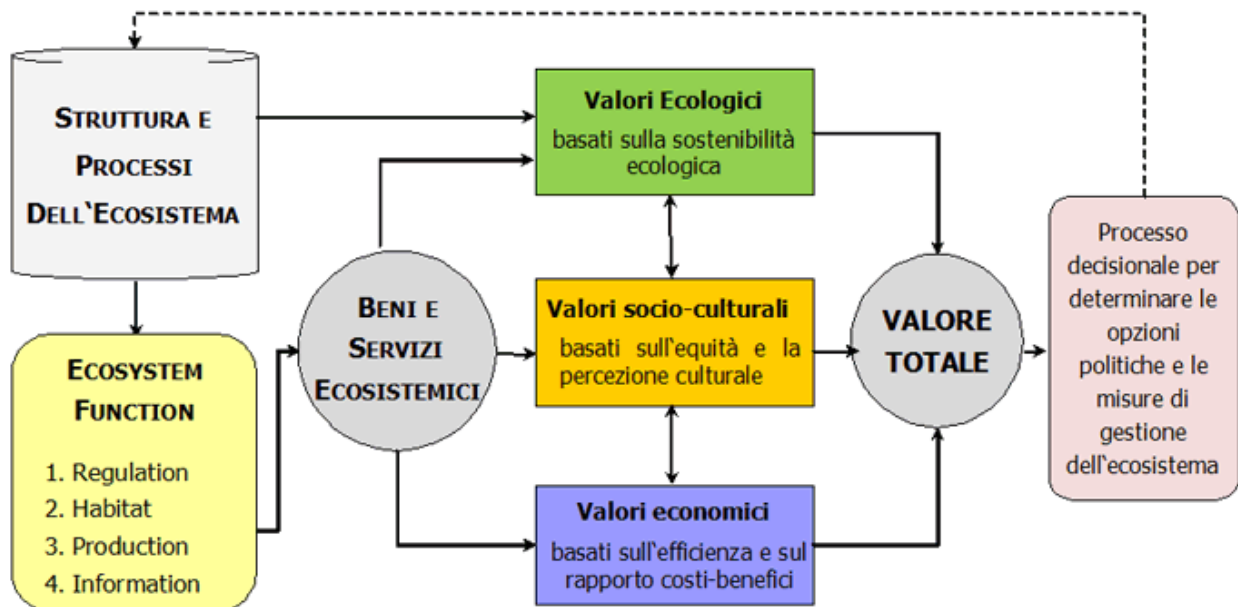 STRUTTURA E
PROCESSI
DELL'ECOSISTEMA
ECOSYSTEM
FUNCTION
1. Regulation
2. Habitat
3. Production
4. Information
BENI E
SERVIZI
ECOSISTEMICI
Valori Ecologici
basati sulla sostenibilità
ecologica
Valori socio-culturali
basati sull'equità e la
percezione culturale
Valori economici
basati sull'efficienza e sul
rapporto costi-benefici
VALORE
TOTALE
Processo
decisionale per
determinare le
opzioni
politiche e le
misure di
gestione
dell'ecosistema